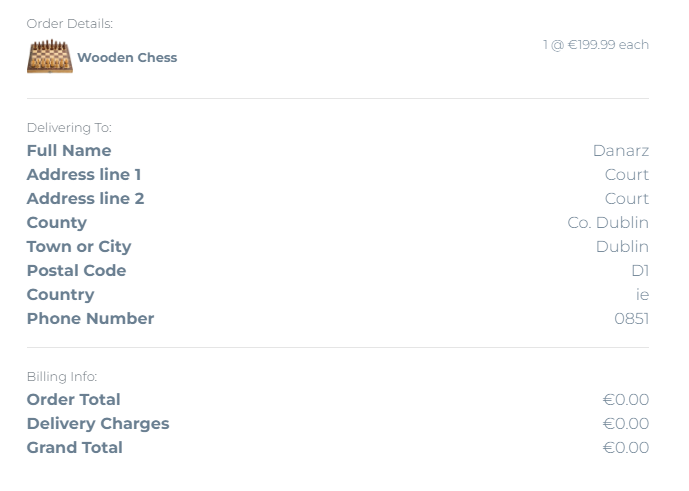 Order Details:
Wooden Chess 1 @ €199.99 each
Delivering To:
Full Name Danarz
Address line 1 Court
Address line 2 Court
County Co. Dublin
Town or City Dublin
Postal Code D1
Country ie
Phone Number 0851
Billing Info:
Order Total €0.00
Delivery Charges €0.00
Grand Total €0.00